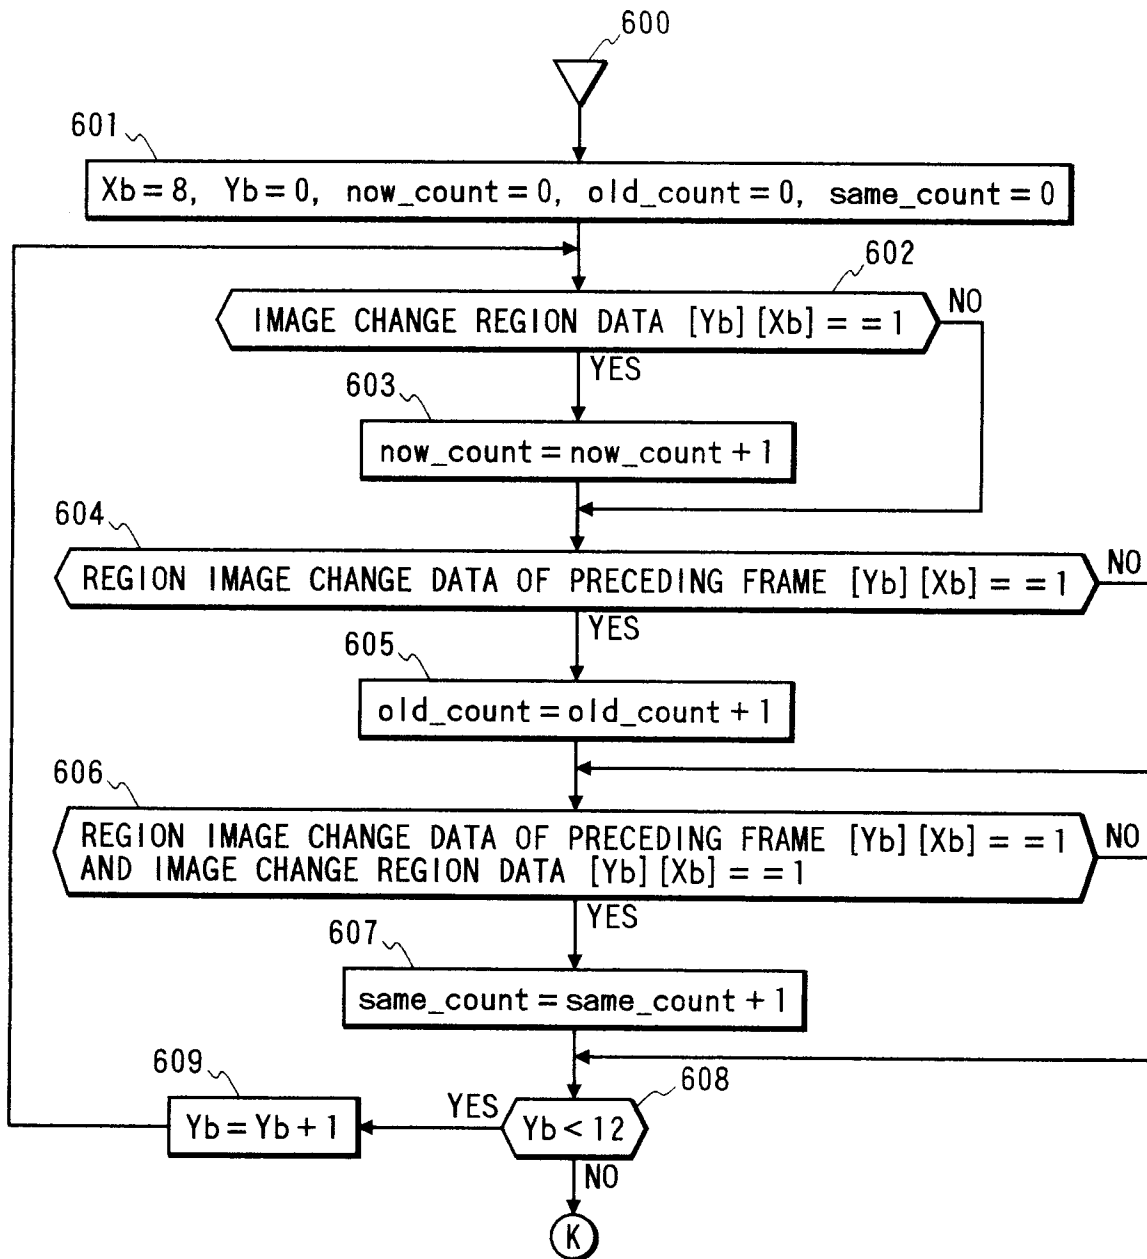 600
601
Xb=8, Yb=0, now_count=0, old_count=0, same_count=0
602
IMAGE CHANGE REGION DATA [Yb][Xb]==1
NO
YES
603
now_count=now_count+1
604
REGION IMAGE CHANGE DATA OF PRECEDING FRAME [Yb][Xb]==1
NO
YES
605
old_count=old_count+1
606
REGION IMAGE CHANGE DATA OF PRECEDING FRAME [Yb][Xb]==1
AND IMAGE CHANGE REGION DATA [Yb][Xb]==1
NO
YES
607
same_count=same_count+1
608
609
Yb=Yb+1
YES
Yb<12
NO
K